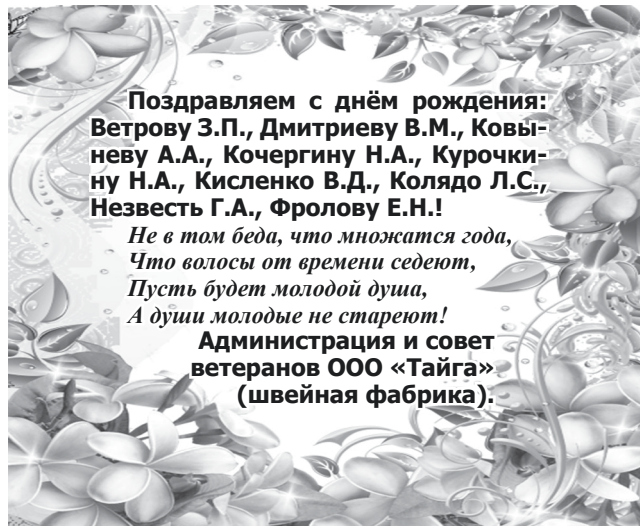 Поздравляем с днём рождения:
Ветрову З.П., Дмитриеву В.М., Ковы-
неву А.А., Кочергину Н.А., Курочки-
ну Н.А., Кисленко В.Д., Колядо Л.С.,
Незвесть Г.А., Фролову Е.Н.!
Не в том беда, что множатся года,
Что волосы от времени седеют,
Пусть будет молодой душа,
А души молодые не стареют!
Администрация и совет
ветеранов ООО «Тайга»
(швейная фабрика).